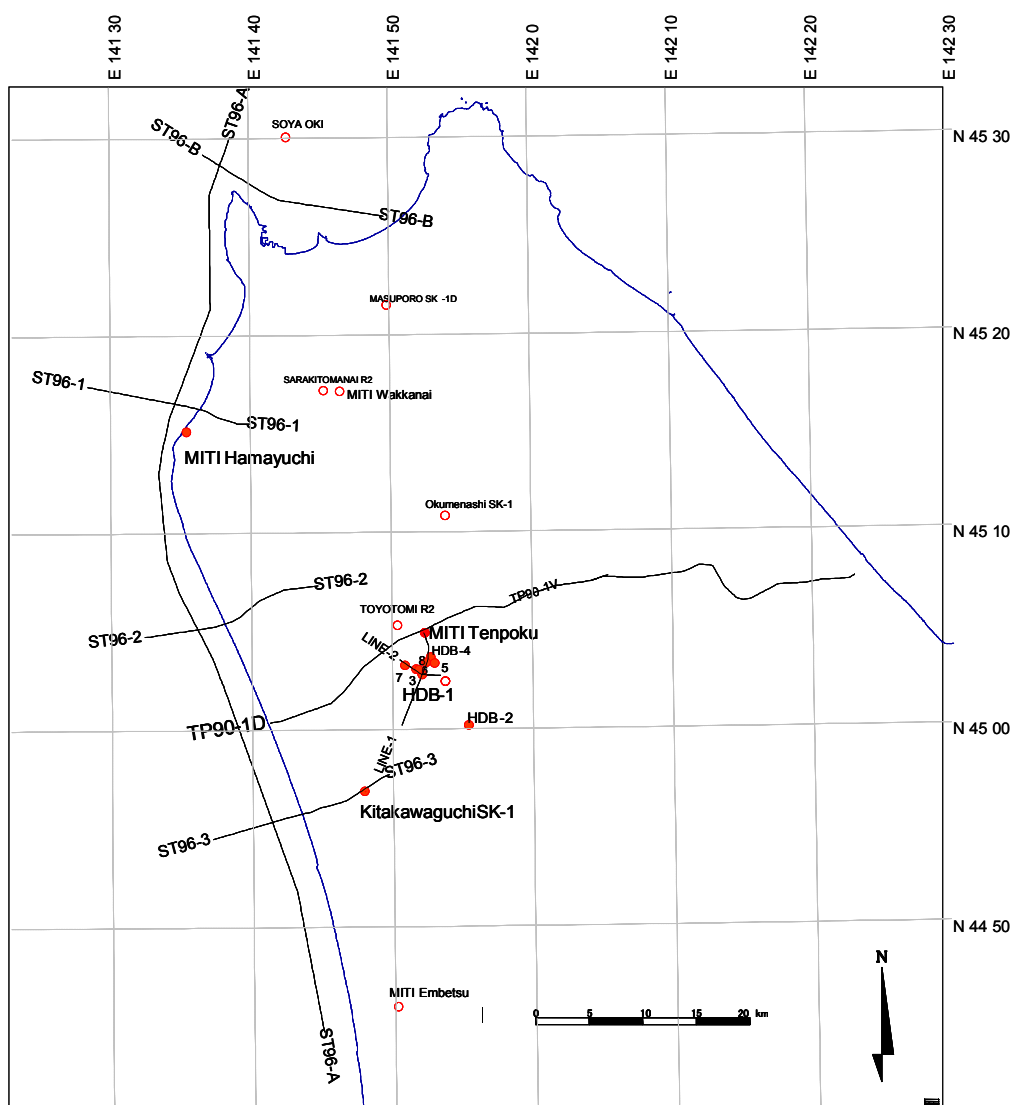 E 141 30
E 141 40
E 141 50
E 142 0
E 142 10
E 142 20
E 142 30
ST96-A
SOYA OKI
ST96-B
N 45 30
ST96-B
MASUPORO SK -1D
N 45 20
ST96-1
SARAKITOMANAI R2
MITI Wakkanai
ST96-1
MITI Hamayuchi
Okumenashi SK-1
N 45 10
ST96-2
TP90-1V
TOYOTOMI R2
ST96-2
MITI Tenpoku
LINE-2
HDB-4
8
6
5
7
3
HDB-1
HDB-2
TP90-1D
N 45 00
LINE-1
ST96-3
KitakawaguchiSK-1
ST96-3
N 44 50
N
MITI Embetsu
0 5 10 15 20 km
ST96-A